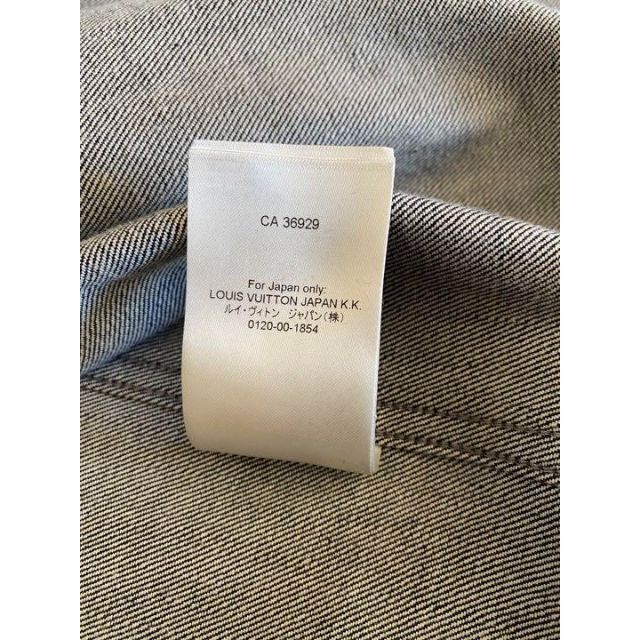 CA 36929
For Japan only:
LOUIS VUITTON JAPAN K.K.
ルイ・ヴィトン ジャパン(株)
0120-00-1854